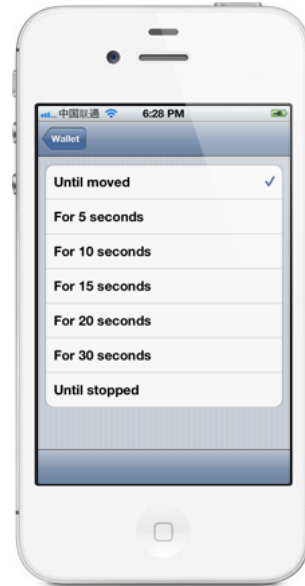 中国联通 6:28 PM
Wallet
Until moved
For 5 seconds
For 10 seconds
For 15 seconds
For 20 seconds
For 30 seconds
Until stopped